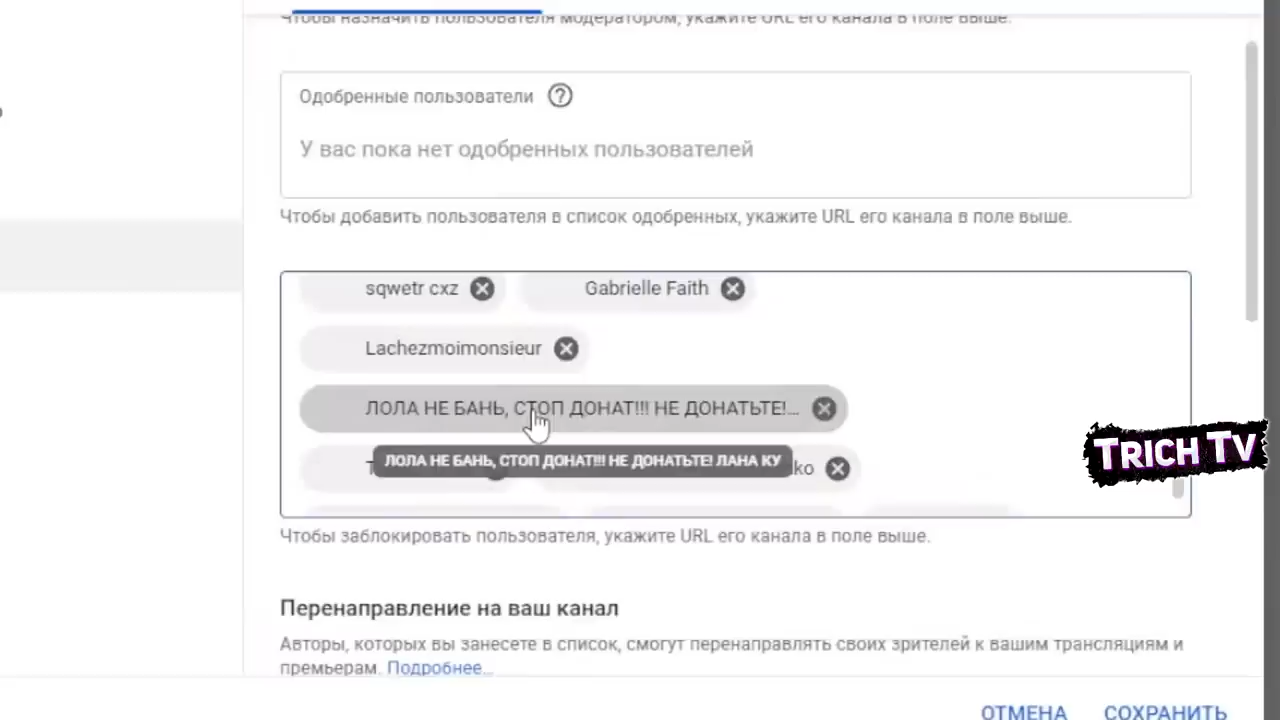 Чтобы назначить пользователя модератором, укажите URL его канала в поле выше.
Одобренные пользователи ?
У вас пока нет одобренных пользователей
Чтобы добавить пользователя в список одобренных, укажите URL его канала в поле выше.
sqwetr cxz
Gabrielle Faith
Lachezmoimonsieur
ЛОЛА НЕ БАНЬ, СТОП ДОНАТ!!! НЕ ДОНАТЬТЕ!...
ЛОЛА НЕ БАНЬ, СТОП ДОНАТ!!! НЕ ДОНАТЬТЕ! ЛАНА КУ
TRICH TV
Чтобы заблокировать пользователя, укажите URL его канала в поле выше.
Перенаправление на ваш канал
Авторы, которых вы занесете в список, смогут перенаправлять своих зрителей к вашим трансляциям и
премьерам. Подробнее...
ОТМЕНА СОХРАНИТЬ